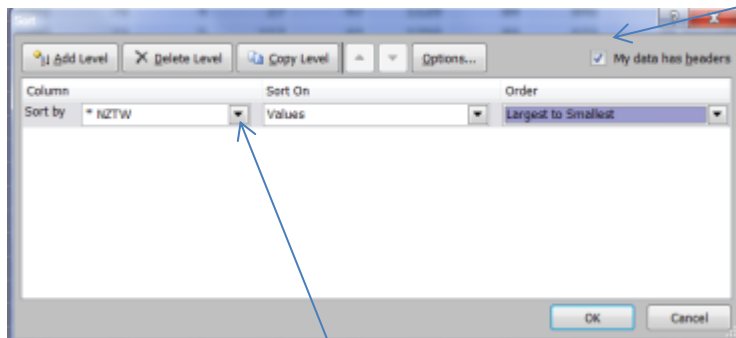 Sort
Add Level Delete Level Copy Level Options... My data has headers
Column Sort On Order
Sort by * NZTW Values Largest to Smallest
OK Cancel